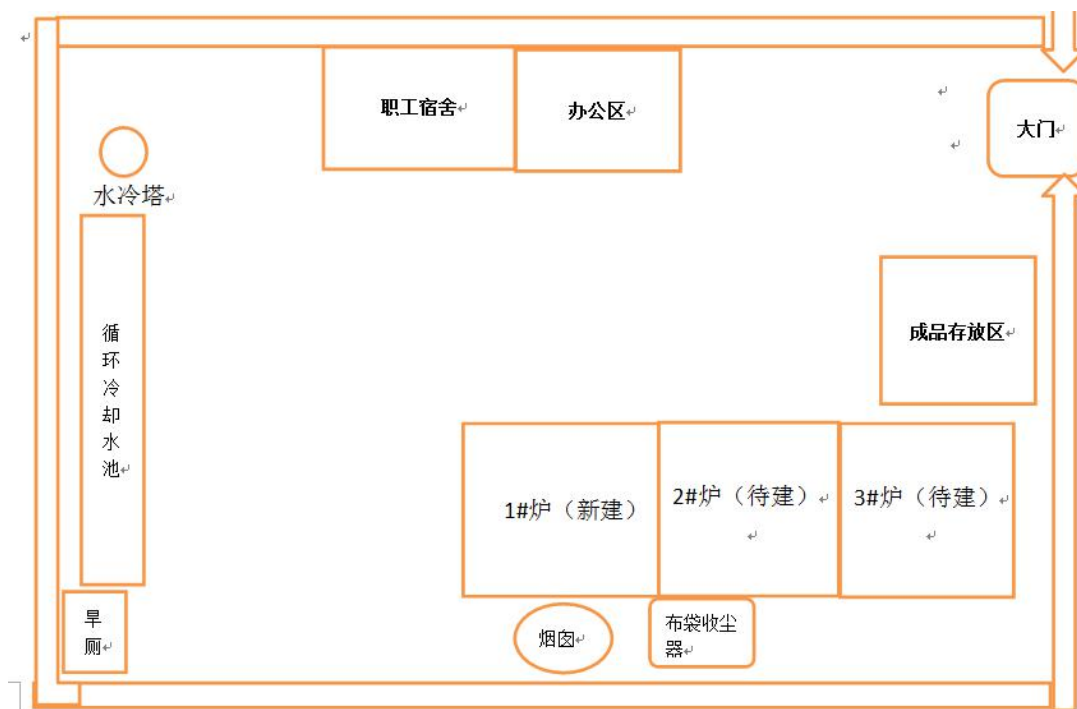 职工宿舍
办公区
大门
水冷塔
成品存放区
循
环
冷
却
水
池
1#炉（新建）
2#炉（待建）
3#炉（待建）
旱
厕
烟囱
布袋收尘
器